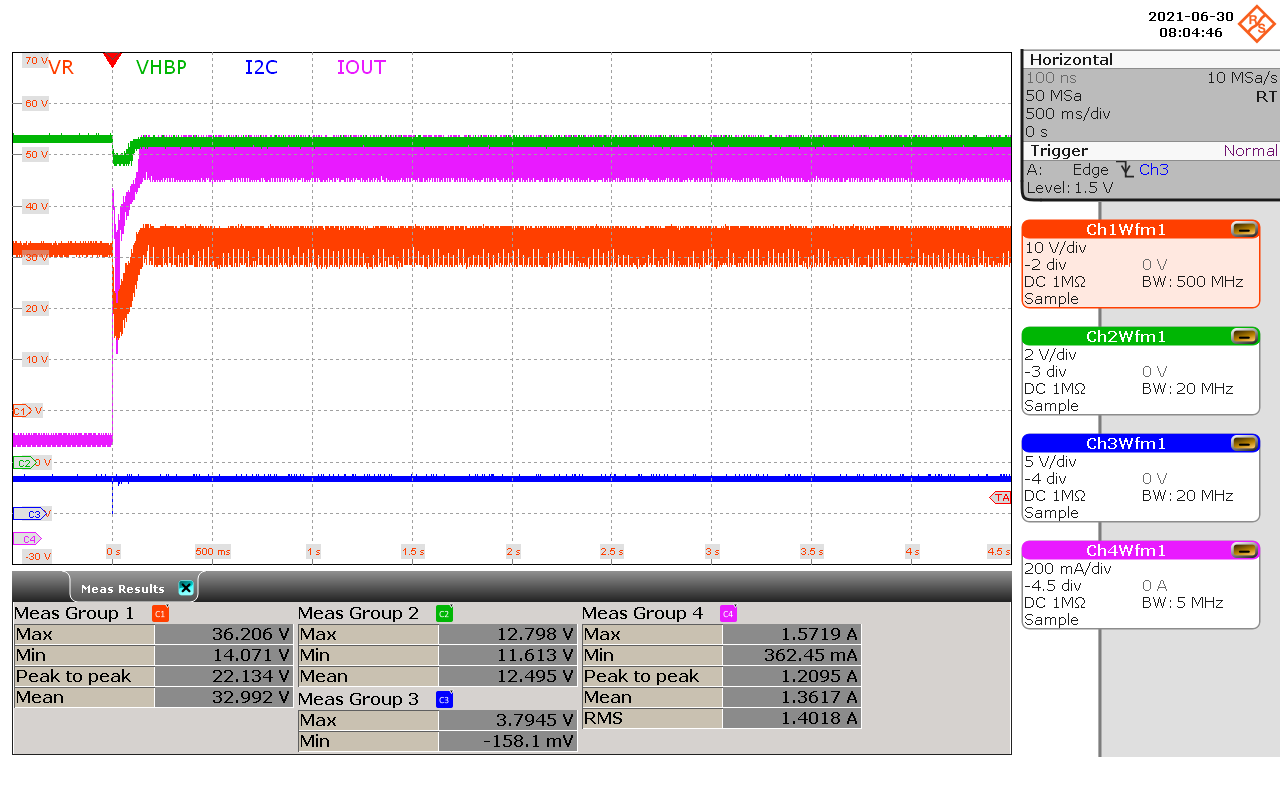 2021-06-30
08:04:46
R S
VR VHBP I2C IOUT
70 V
60 V
50 V
40 V
30 V
20 V
10 V
C1 V
C2 0 V
C3 V
C4
-30 V
TA
0 s 500 ms 1 s 1.5 s 2 s 2.5 s 3 s 3.5 s 4 s 4.5 s
Horizontal
100 ns 10 MSa/s
50 MSa RT
500 ms/div
0 s
Trigger Normal
A: Edge Ch3
Level: 1.5 V
Ch1Wfm1
10 V/div
-2 div 0 V
DC 1MΩ BW: 500 MHz
Sample
Ch2Wfm1
2 V/div
-3 div 0 V
DC 1MΩ BW: 20 MHz
Sample
Ch3Wfm1
5 V/div
-4 div 0 V
DC 1MΩ BW: 20 MHz
Sample
Ch4Wfm1
200 mA/div
-4.5 div 0 A
DC 1MΩ BW: 5 MHz
Sample
Meas Results
Meas Group 1 C1
Max 36.206 V
Min 14.071 V
Peak to peak 22.134 V
Mean 32.992 V
Meas Group 2 C2
Max 12.798 V
Min 11.613 V
Mean 12.495 V
Meas Group 3 C3
Max 3.7945 V
Min -158.1 mV
Meas Group 4 C4
Max 1.5719 A
Min 362.45 mA
Peak to peak 1.2095 A
Mean 1.3617 A
RMS 1.4018 A